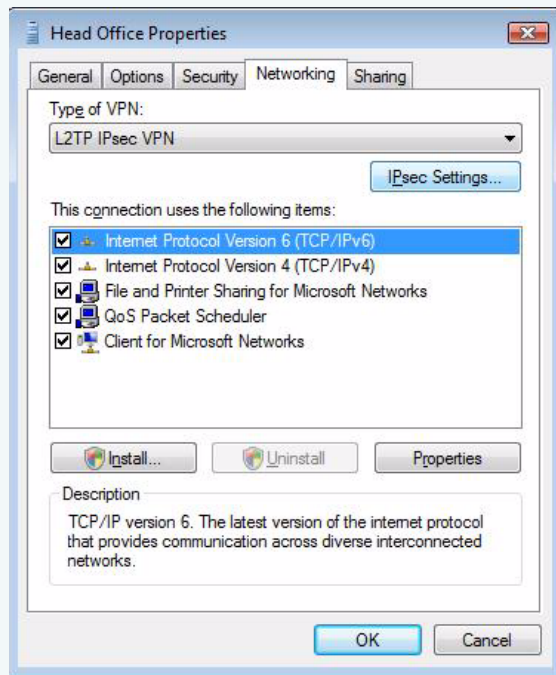 Head Office Properties
General Options Security Networking Sharing
Type of VPN:
L2TP IPsec VPN
IPsec Settings...
This connection uses the following items:
Internet Protocol Version 6 (TCP/IPv6)
Internet Protocol Version 4 (TCP/IPv4)
File and Printer Sharing for Microsoft Networks
QoS Packet Scheduler
Client for Microsoft Networks
Install... Uninstall Properties
Description
TCP/IP version 6. The latest version of the internet protocol
that provides communication across diverse interconnected
networks.
OK Cancel